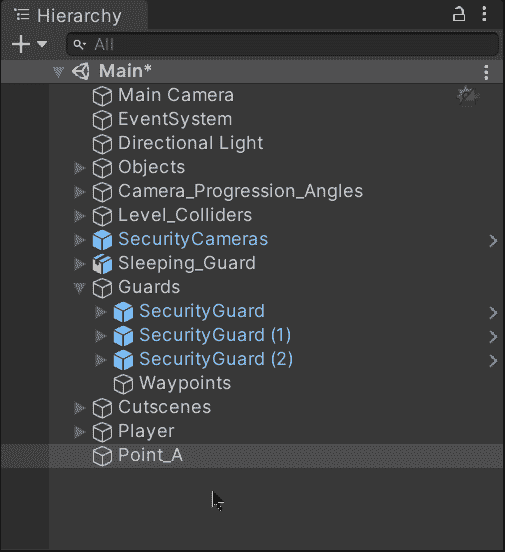 Hierarchy
All
Main*
Main Camera
EventSystem
Directional Light
Objects
Camera_Progression_Angles
Level_Colliders
SecurityCameras
Sleeping_Guard
Guards
SecurityGuard
SecurityGuard (1)
SecurityGuard (2)
Waypoints
Cutscenes
Player
Point_A